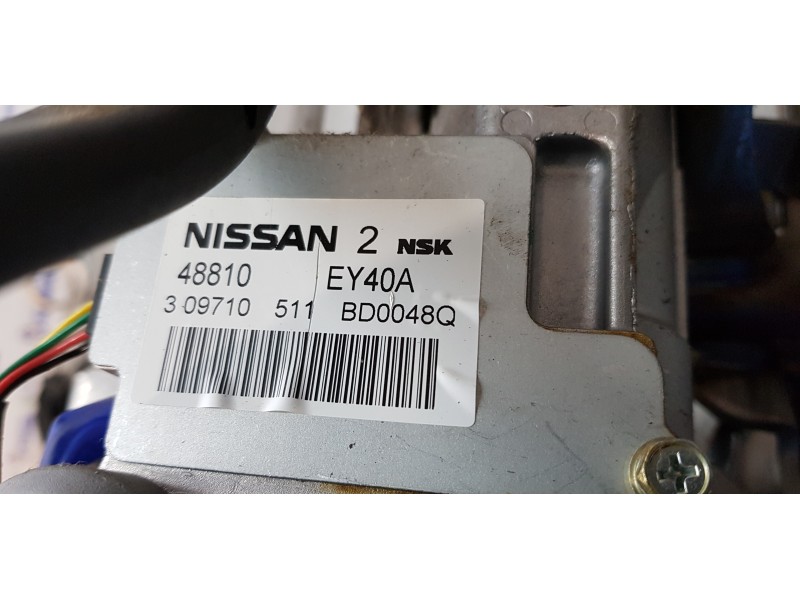 NISSAN 2 NSK
48810 EY40A
3 09710 511 BD0048Q